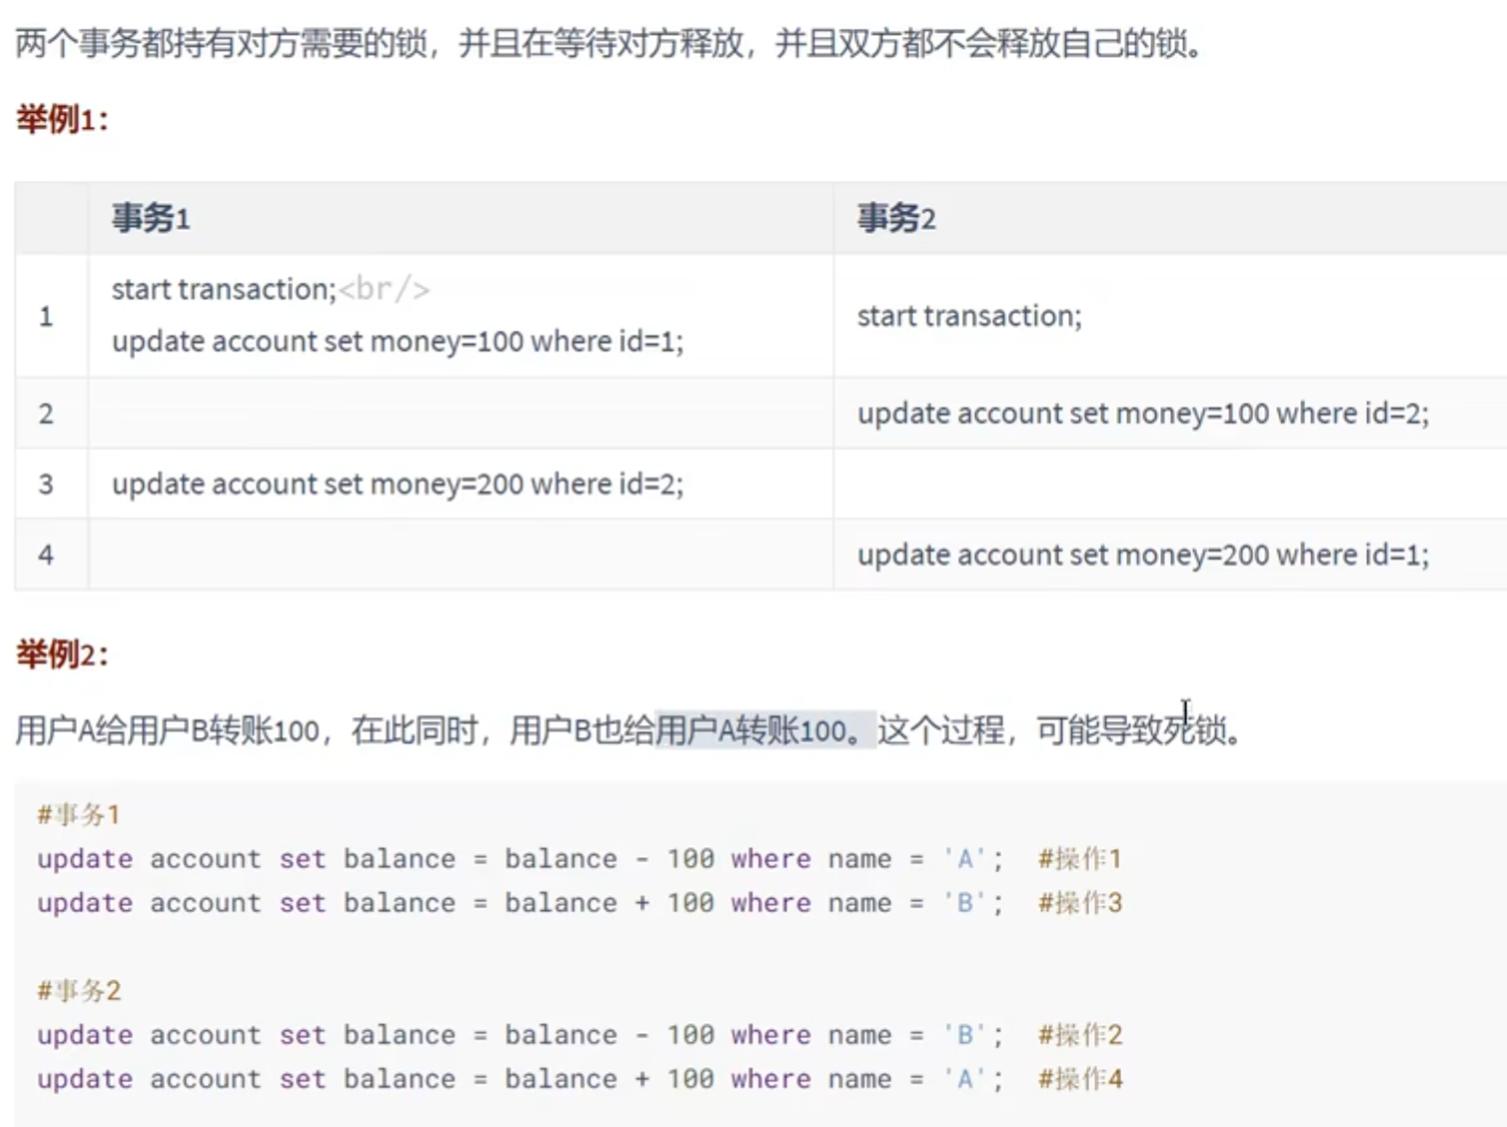 两个事务都持有对方需要的锁，并且在等待对方释放，并且双方都不会释放自己的锁。
举例1：
事务1 事务2
1 start transaction;<br/> start transaction;
update account set money=100 where id=1;
2 update account set money=100 where id=2;
3 update account set money=200 where id=2;
4 update account set money=200 where id=1;
举例2：
用户A给用户B转账100，在此同时，用户B也给用户A转账100。这个过程，可能导致死锁。
#事务1
update account set balance = balance - 100 where name = 'A'; #操作1
update account set balance = balance + 100 where name = 'B'; #操作3
#事务2
update account set balance = balance - 100 where name = 'B'; #操作2
update account set balance = balance + 100 where name = 'A'; #操作4